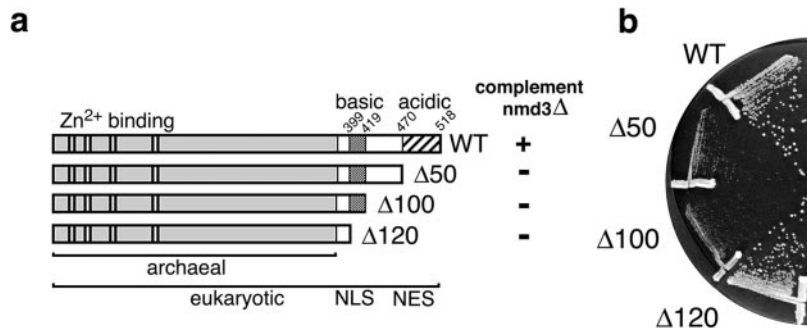 a
b
complement
nmd3Δ
basic
acidic
399
419
470
518
Zn2+ binding
WT
+
Δ50
-
Δ100
-
Δ120
-
archaeal
eukaryotic
NLS
NES
WT
Δ50
Δ100
Δ120